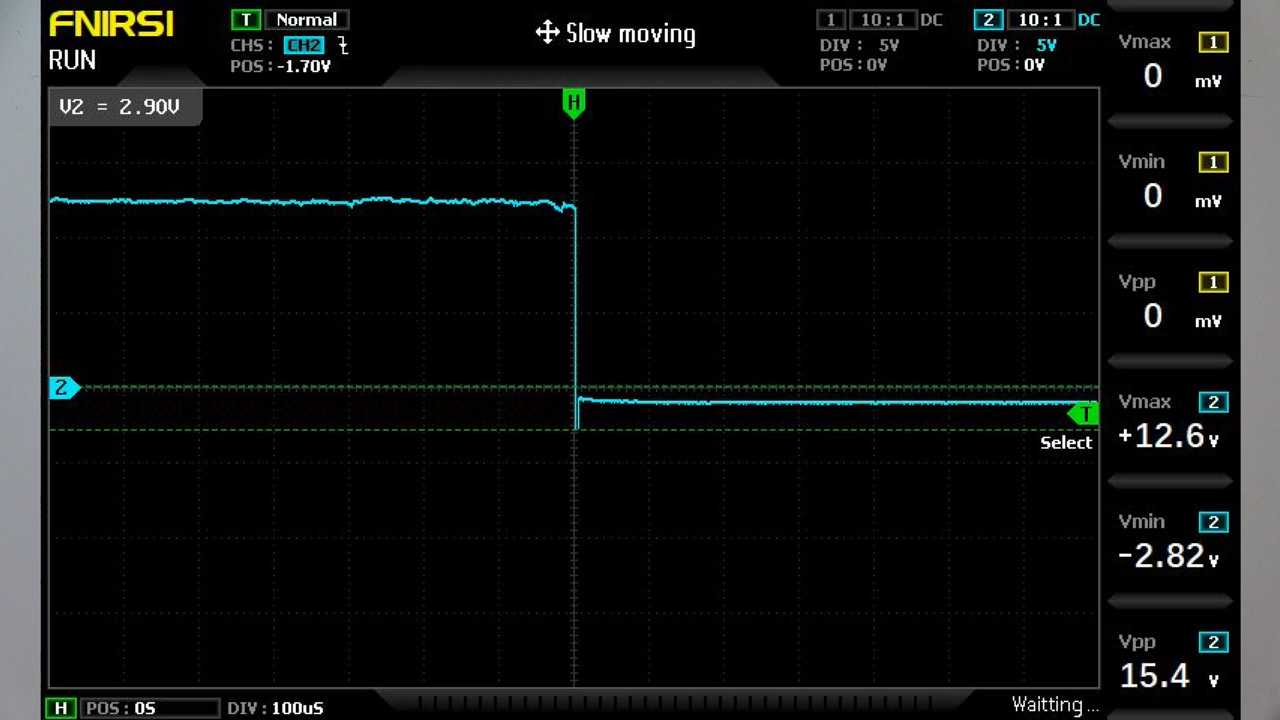 FNIRSI
RUN
T Normal
CHS: CH2
POS: -1.70V
Slow moving
1 10:1 DC
DIV: 5V
POS: 0V
2 10:1 DC
DIV: 5V
POS: 0V
V2 = 2.90V
H
2
T
Select
Vmax 1
0 mV
Vmin 1
0 mV
Vpp 1
0 mV
Vmax 2
+12.6 V
Vmin 2
-2.82 V
Vpp 2
15.4 V
H POS: 0S DIV: 100uS
Waitting...